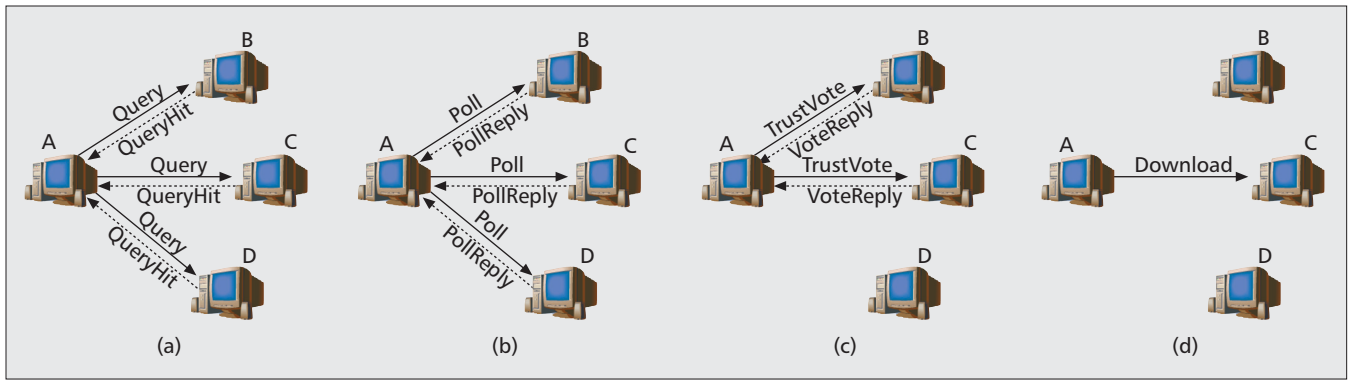 B
Query
QueryHit
A
C
Query
QueryHit
Query
QueryHit
D
(a)
B
Poll
PollReply
A
C
Poll
PollReply
Poll
PollReply
D
(b)
B
TrustVote
VoteReply
A
C
TrustVote
VoteReply
D
(c)
B
A
C
Download
D
(d)